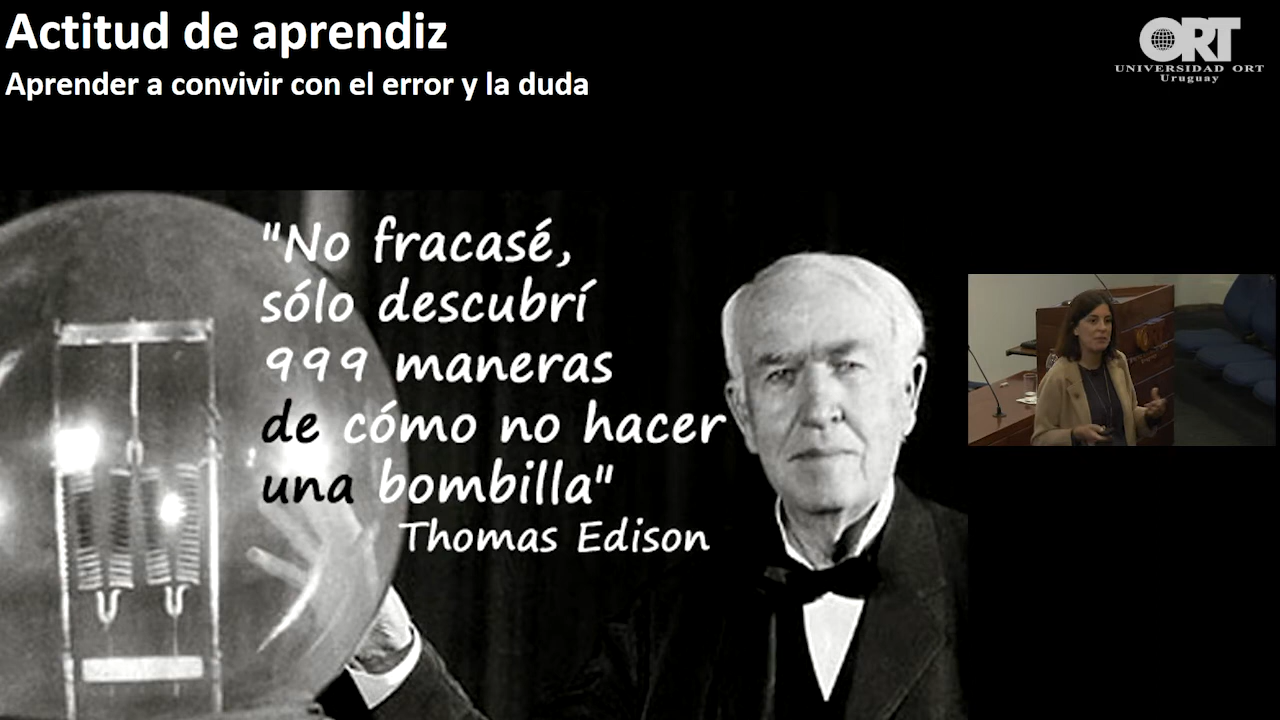 Actitud de aprendiz
Aprender a convivir con el error y la duda
ORT
UNIVERSIDAD ORT
Uruguay
"No fracasé,
sólo descubrí
999 maneras
de cómo no hacer
una bombilla"
Thomas Edison